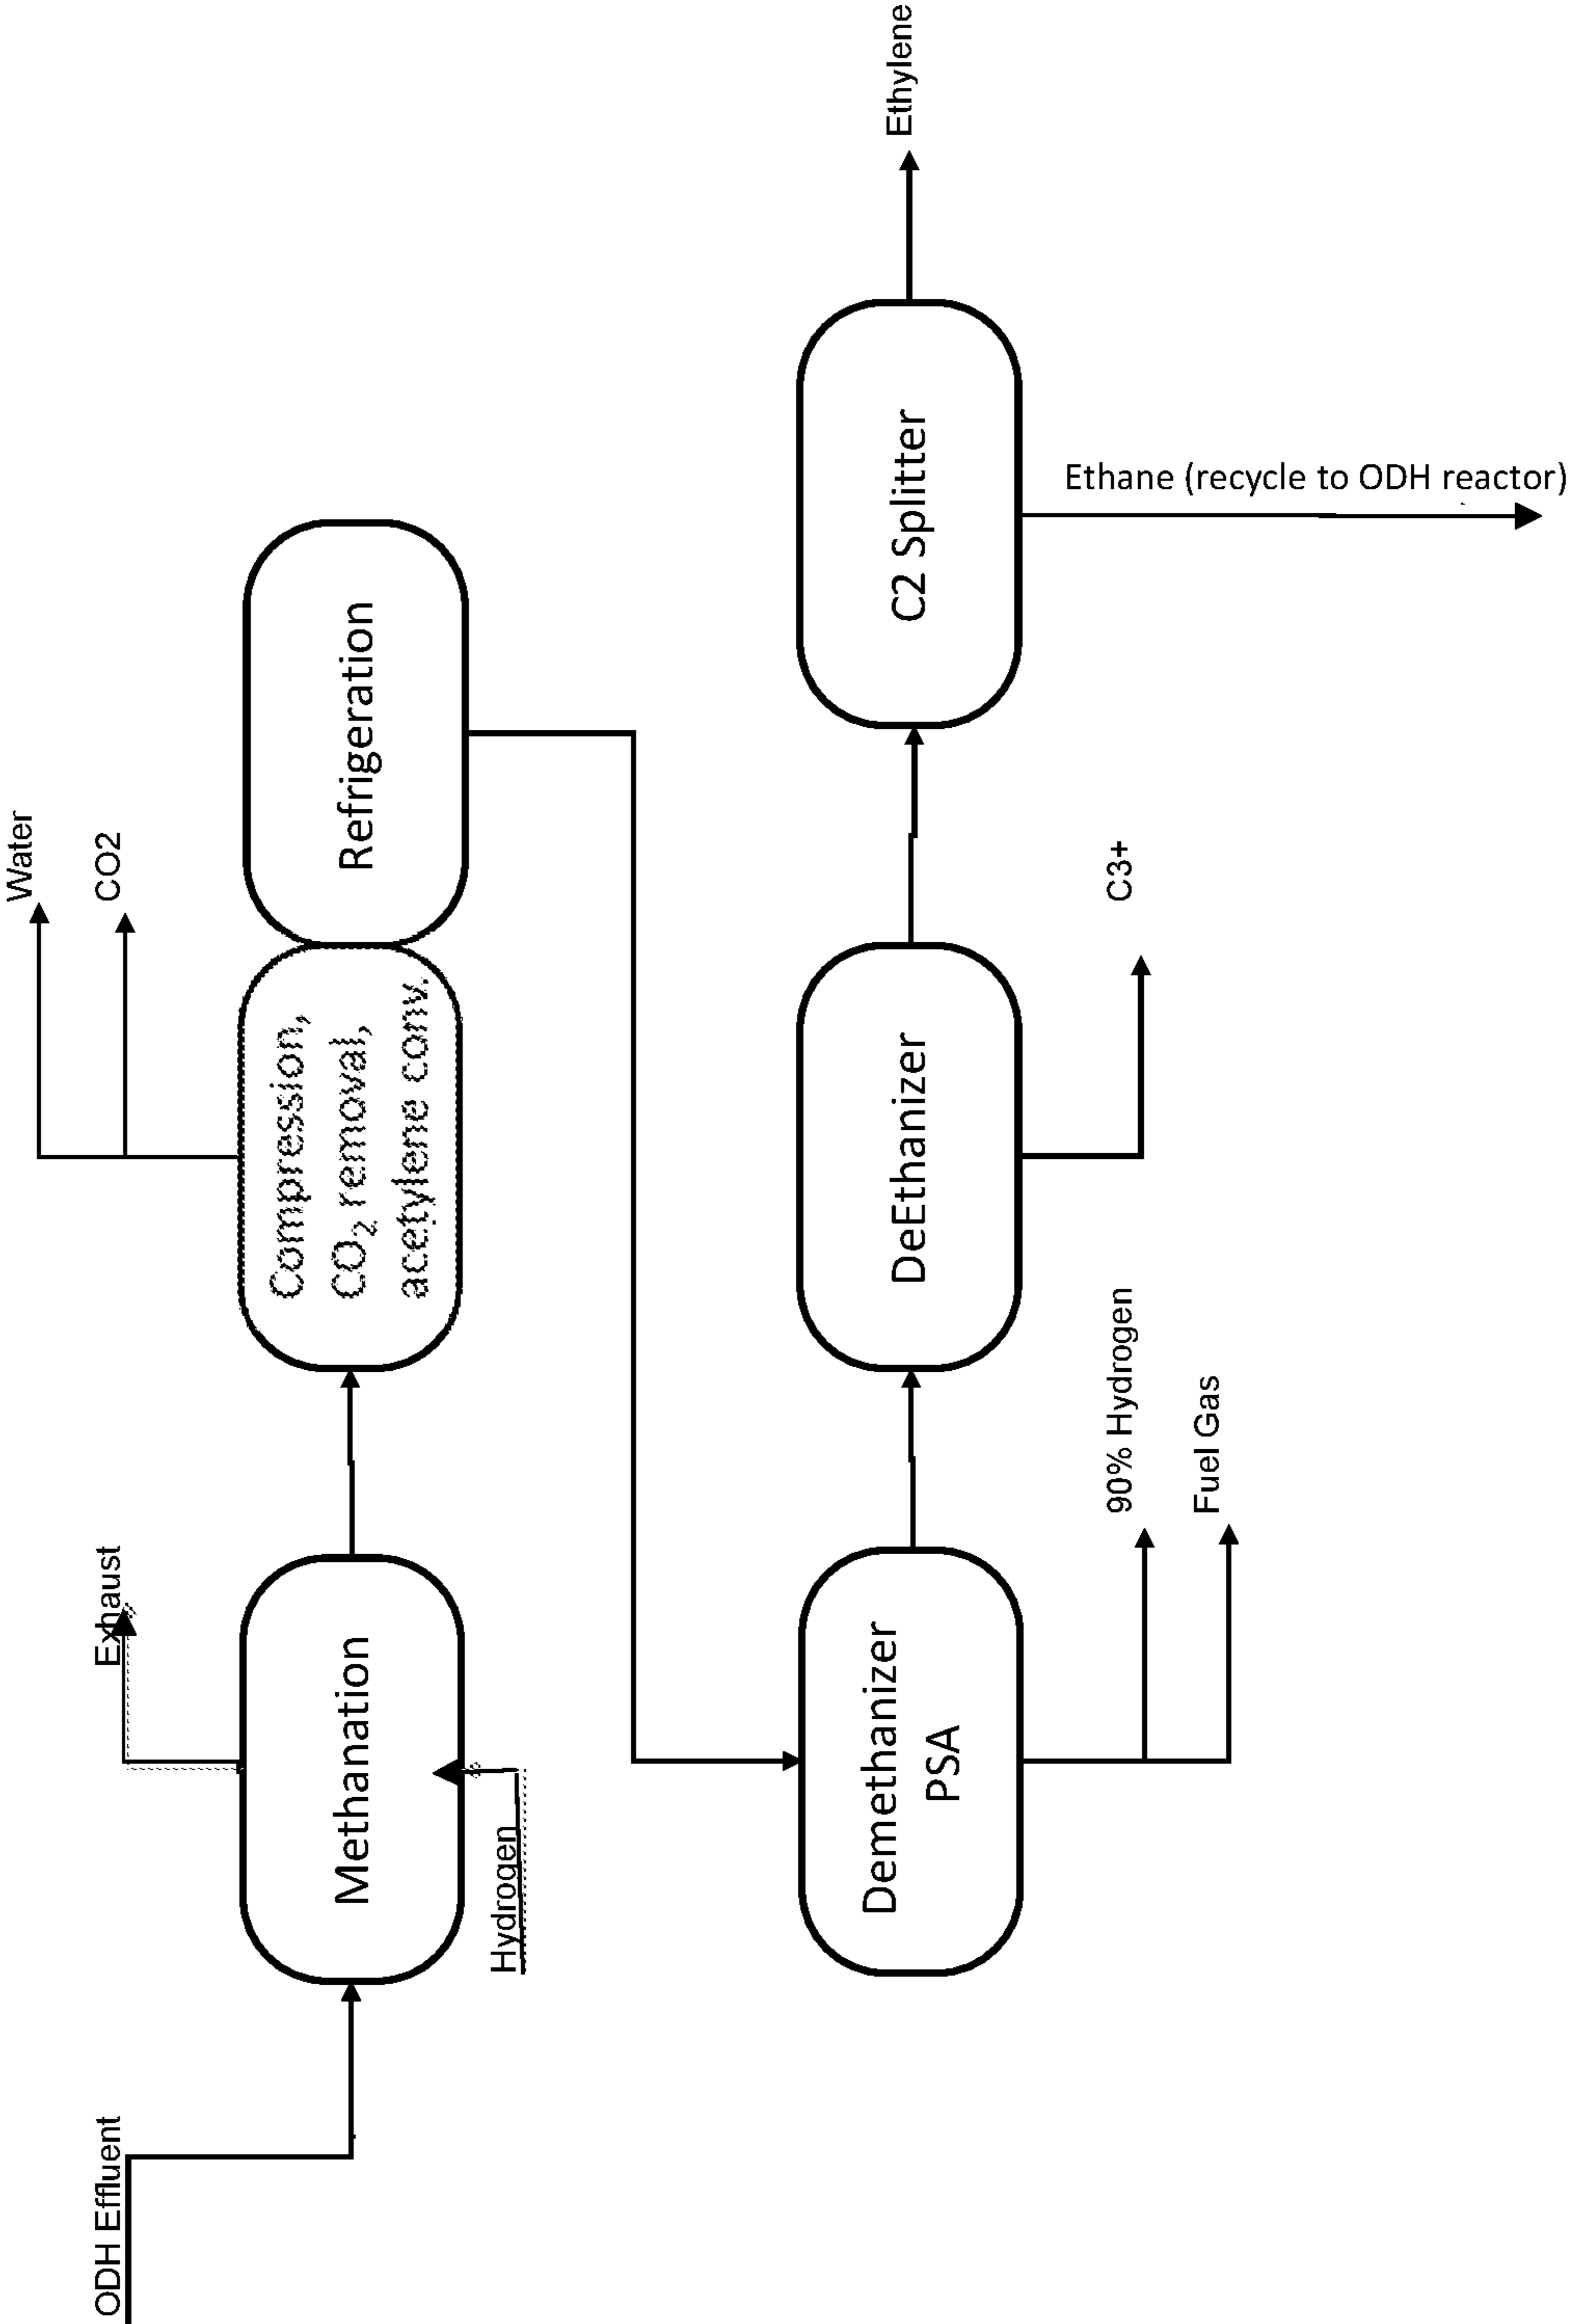 ODH Effluent
Exhaust
Water
CO2
Methanation
Compression,
CO₂ removal,
acetylene conv.
Refrigeration
Hydrogen
Demethanizer
PSA
DeEthanizer
C2 Splitter
Ethylene
90% Hydrogen
Fuel Gas
C3+
Ethane (recycle to ODH reactor)